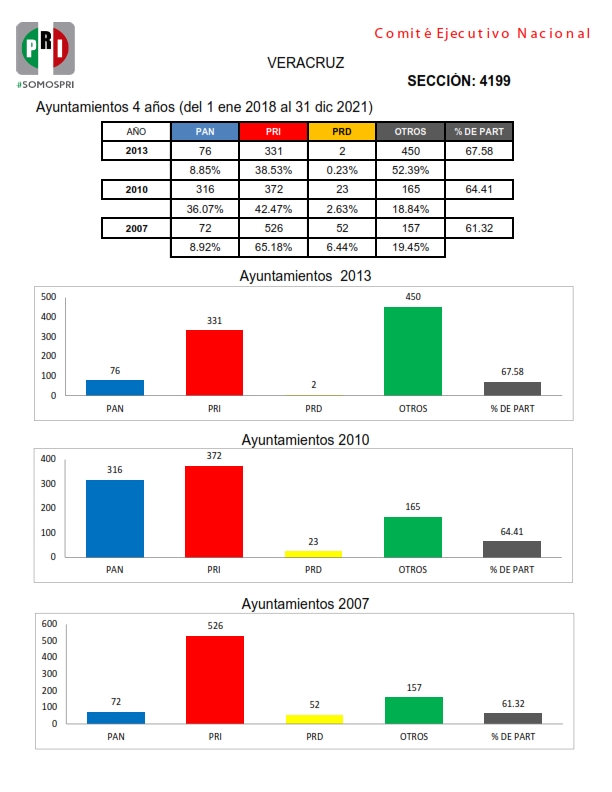 Comité Ejecutivo Nacional
PRI
#SOMOSPRI
VERACRUZ
SECCIÓN: 4199
Ayuntamientos 4 años (del 1 ene 2018 al 31 dic 2021)
AÑO PAN PRI PRD OTROS % DE PART
2013 76 331 2 450 67.58
8.85% 38.53% 0.23% 52.39%
2010 316 372 23 165 64.41
36.07% 42.47% 2.63% 18.84%
2007 72 526 52 157 61.32
8.92% 65.18% 6.44% 19.45%
Ayuntamientos 2013
500
400
300
200
100
0
76
331
2
450
67.58
PAN PRI PRD OTROS % DE PART
Ayuntamientos 2010
400
300
200
100
0
316
372
23
165
64.41
PAN PRI PRD OTROS % DE PART
Ayuntamientos 2007
600
500
400
300
200
100
0
72
526
52
157
61.32
PAN PRI PRD OTROS % DE PART